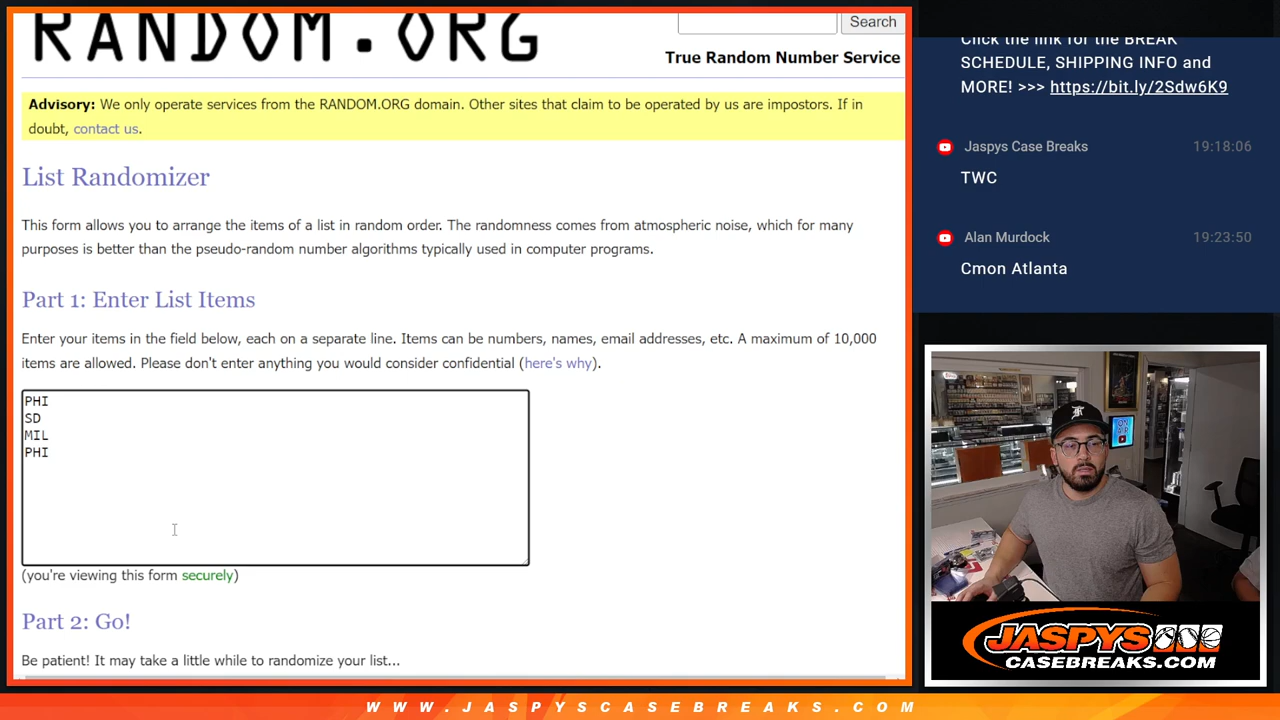 RANDOM.ORG
Search
True Random Number Service
Advisory: We only operate services from the RANDOM.ORG domain. Other sites that claim to be operated by us are impostors. If in
doubt, contact us.
List Randomizer
This form allows you to arrange the items of a list in random order. The randomness comes from atmospheric noise, which for many
purposes is better than the pseudo-random number algorithms typically used in computer programs.
Part 1: Enter List Items
Enter your items in the field below, each on a separate line. Items can be numbers, names, email addresses, etc. A maximum of 10,000
items are allowed. Please don't enter anything you would consider confidential (here's why).
PHI
SD
MIL
PHI
(you're viewing this form securely)
Part 2: Go!
Be patient! It may take a little while to randomize your list...
Click the link for the BREAK
SCHEDULE, SHIPPING INFO and
MORE! >>> https://bit.ly/2Sdw6K9
Jaspys Case Breaks 19:18:06
TWC
Alan Murdock 19:23:50
Cmon Atlanta
ON AIR
JASPYS
CASEBREAKS.COM
WWW.JASPYSCASEBREAKS.COM